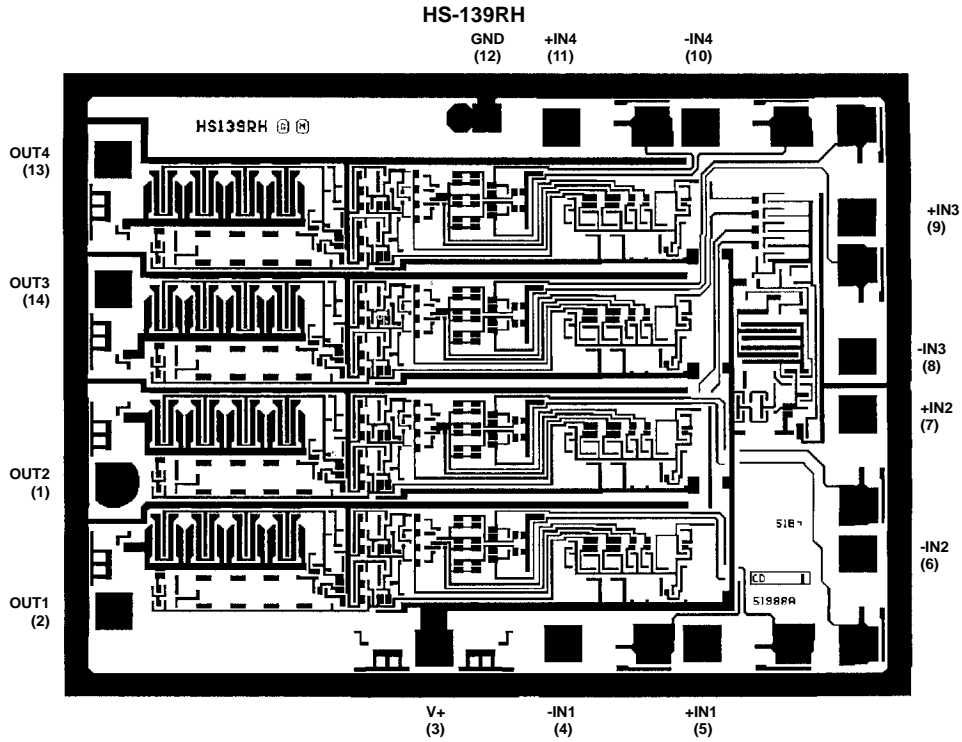 HS-139RH
GND
(12)
+IN4
(11)
-IN4
(10)
HS139RH G M
OUT4
(13)
+IN3
(9)
OUT3
(14)
-IN3
(8)
+IN2
(7)
OUT2
(1)
-IN2
(6)
CD
51988A
OUT1
(2)
V+
(3)
-IN1
(4)
+IN1
(5)